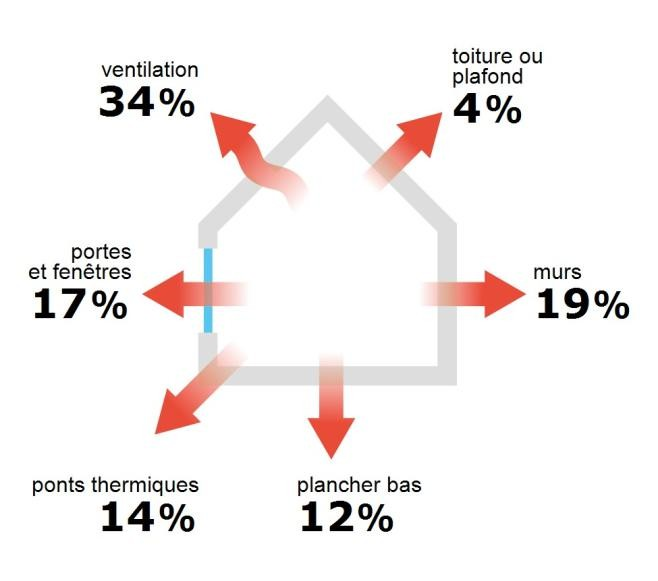 ventilation
34%
toiture ou
plafond
4%
portes
et fenêtres
17%
murs
19%
ponts thermiques
14%
plancher bas
12%